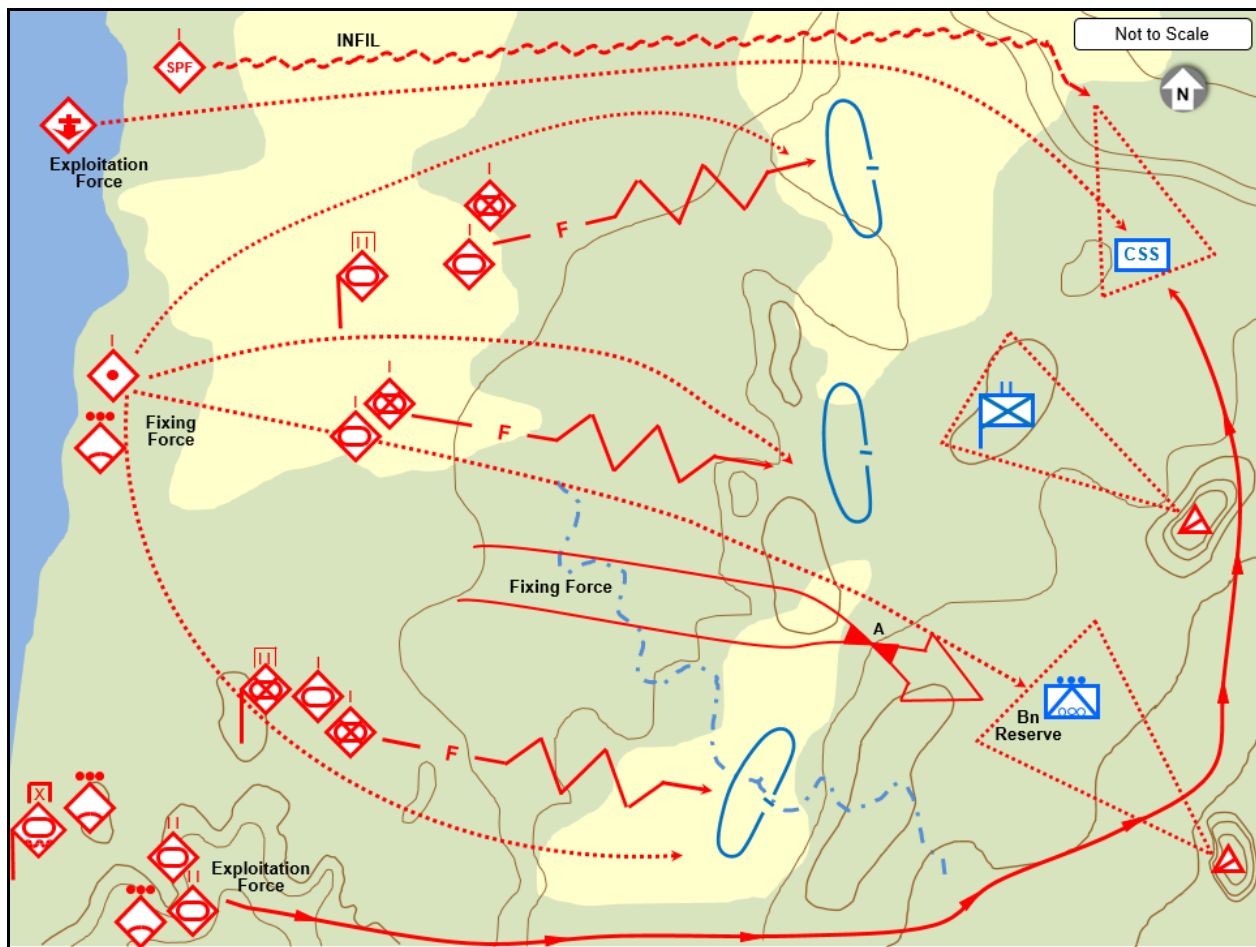 INFIL
Not to Scale
SPF
N
Exploitation
Force
F
CSS
Fixing
Force
F
Fixing Force
A
Bn
Reserve
F
X
Exploitation
Force